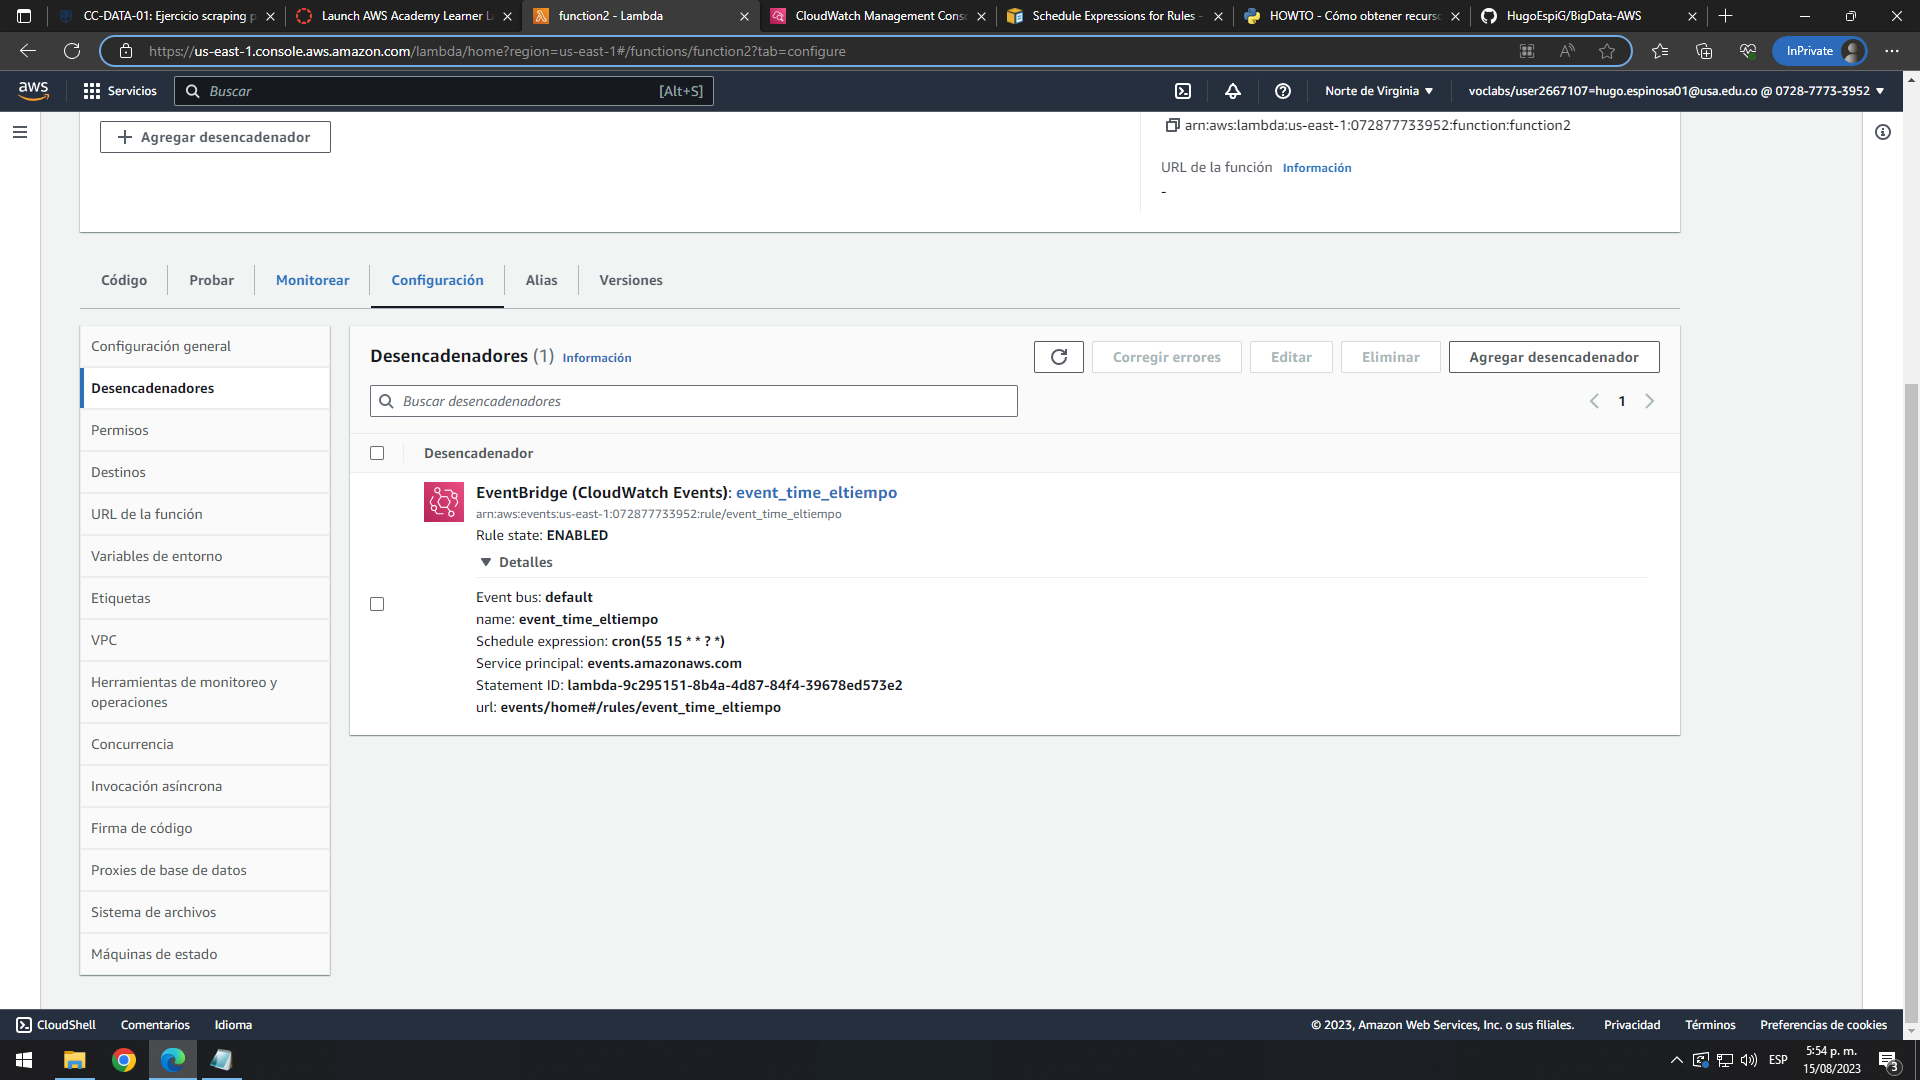 CC-DATA-01: Ejercicio scraping p
Launch AWS Academy Learner L
function2 - Lambda
CloudWatch Management Conso
Schedule Expressions for Rules -
HOWTO - Cómo obtener recurso
HugoEspiG/BigData-AWS
https://us-east-1.console.aws.amazon.com/lambda/home?region=us-east-1#/functions/function2?tab=configure
InPrivate
aws
Servicios
Buscar
[Alt+S]
Norte de Virginia
voclabs/user2667107=hugo.espinosa01@usa.edu.co @ 0728-7773-3952
Agregar desencadenador
arn:aws:lambda:us-east-1:072877733952:function:function2
URL de la función Información
-
Código
Probar
Monitorear
Configuración
Alias
Versiones
Configuración general
Desencadenadores
Permisos
Destinos
URL de la función
Variables de entorno
Etiquetas
VPC
Herramientas de monitoreo y
operaciones
Concurrencia
Invocación asíncrona
Firma de código
Proxies de base de datos
Sistema de archivos
Máquinas de estado
Desencadenadores (1) Información
Corregir errores
Editar
Eliminar
Agregar desencadenador
Buscar desencadenadores
1
Desencadenador
EventBridge (CloudWatch Events): event_time_eltiempo
arn:aws:events:us-east-1:072877733952:rule/event_time_eltiempo
Rule state: ENABLED
Detalles
Event bus: default
name: event_time_eltiempo
Schedule expression: cron(55 15 * * ? *)
Service principal: events.amazonaws.com
Statement ID: lambda-9c295151-8b4a-4d87-84f4-39678ed573e2
url: events/home#/rules/event_time_eltiempo
CloudShell
Comentarios
Idioma
© 2023, Amazon Web Services, Inc. o sus filiales.
Privacidad
Términos
Preferencias de cookies
ESP
5:54 p. m.
15/08/2023
3